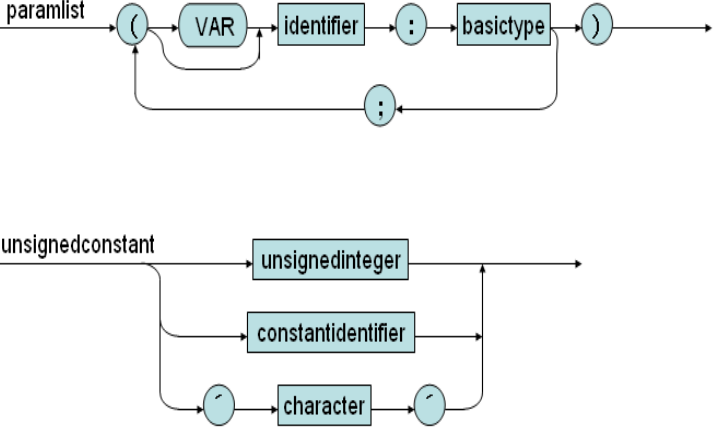 paramlist
( VAR identifier : basictype )
;
unsignedconstant
unsignedinteger
constantidentifier
´ character ´